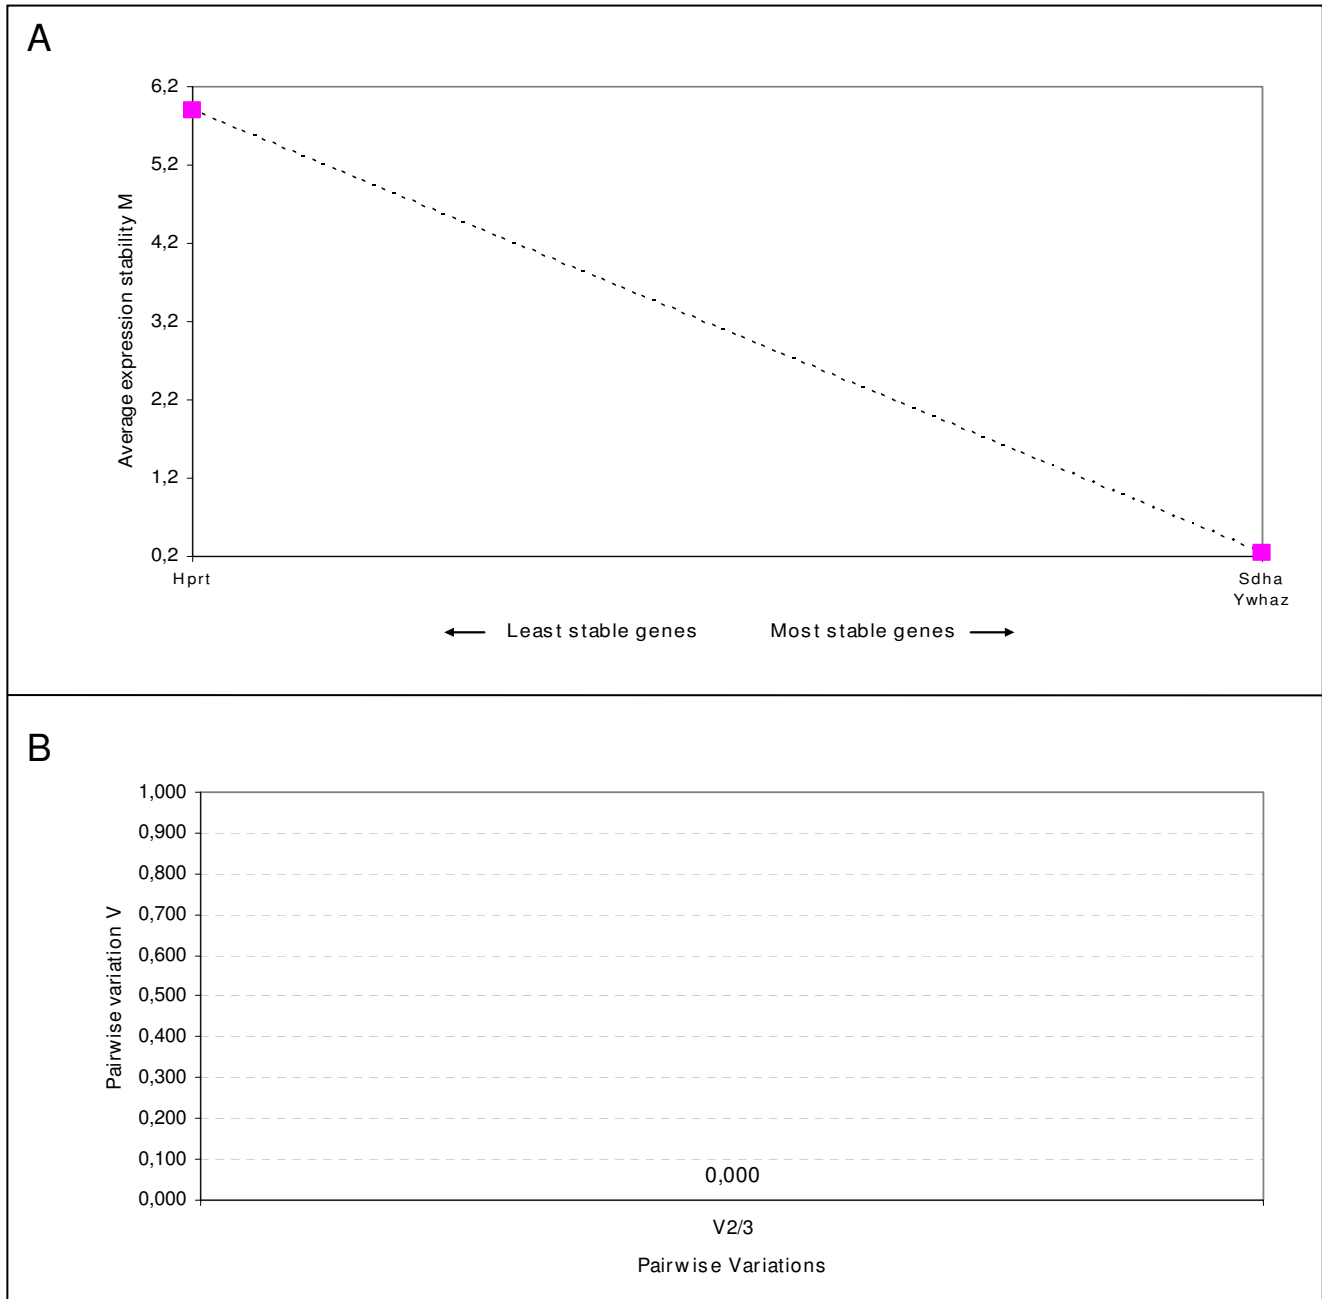 A
6,2
5,2
4,2
3,2
2,2
1,2
0,2
Average expression stability M
Hprt
Sdha
Ywhaz
Least stable genes
Most stable genes
B
1,000
0,900
0,800
0,700
0,600
0,500
0,400
0,300
0,200
0,100
0,000
Pairwise variation V
0,000
V2/3
Pairwise Variations